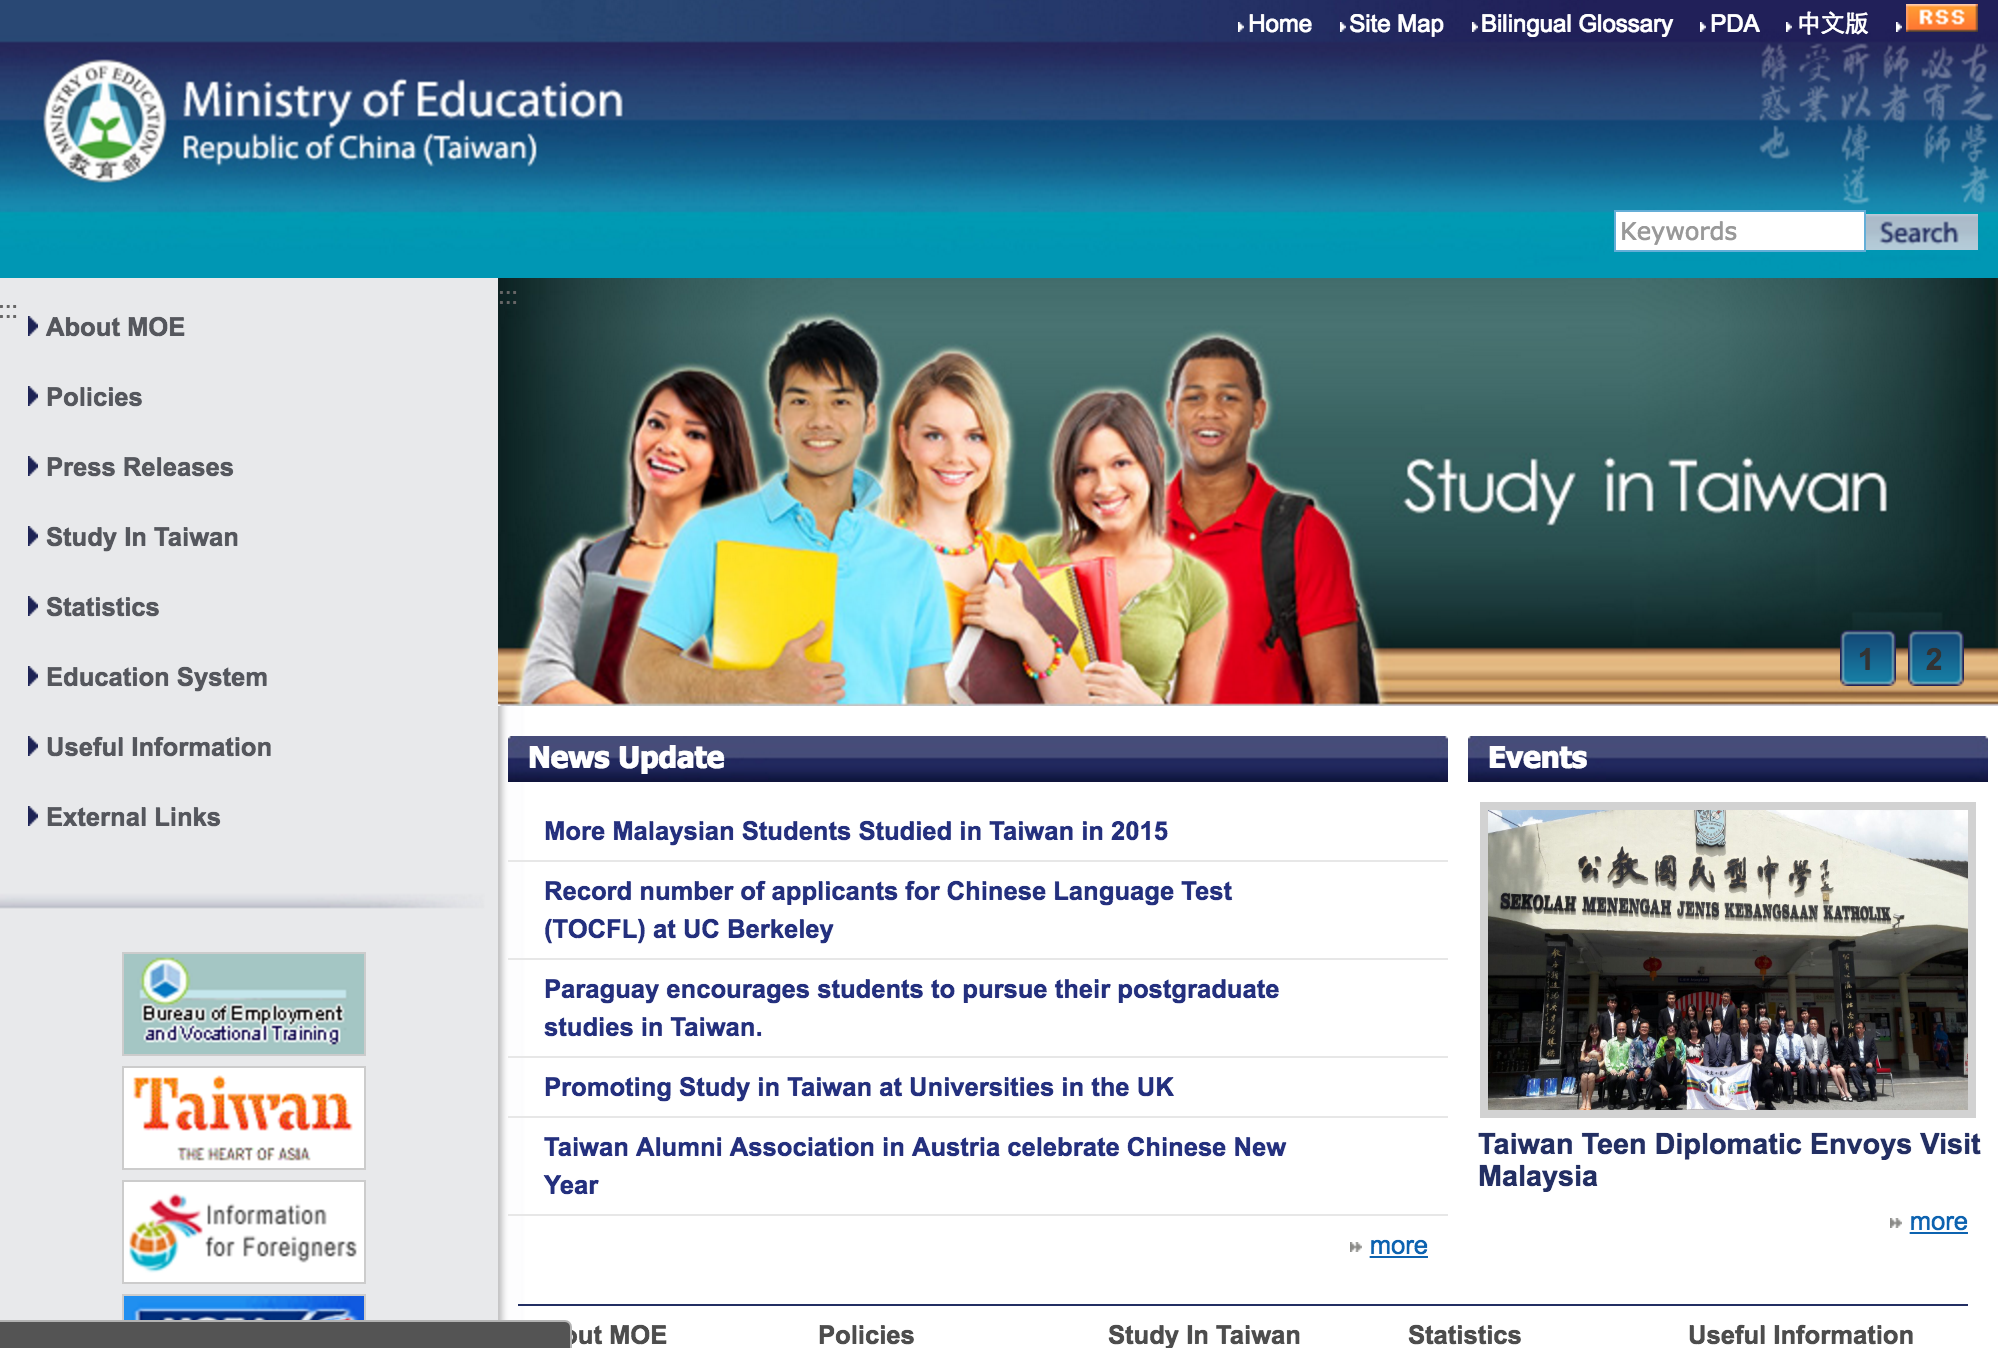 Home
Site Map
Bilingual Glossary
PDA
中文版
RSS
MINISTRY OF EDUCATION
教育部
Ministry of Education
Republic of China (Taiwan)
古之學者
必有師
師者
所以傳道
受業
解惑也
Keywords
Search
About MOE
Policies
Press Releases
Study In Taiwan
Statistics
Education System
Useful Information
External Links
Bureau of Employment
and Vocational Training
Taiwan
THE HEART OF ASIA
Information
for Foreigners
Study in Taiwan
1
2
News Update
More Malaysian Students Studied in Taiwan in 2015
Record number of applicants for Chinese Language Test
(TOCFL) at UC Berkeley
Paraguay encourages students to pursue their postgraduate
studies in Taiwan.
Promoting Study in Taiwan at Universities in the UK
Taiwan Alumni Association in Austria celebrate Chinese New
Year
more
Events
公教國民型中學
SEKOLAH MENENGAH JENIS KEBANGSAAN KATHOLIK
Taiwan Teen Diplomatic Envoys Visit
Malaysia
more
out MOE
Policies
Study In Taiwan
Statistics
Useful Information